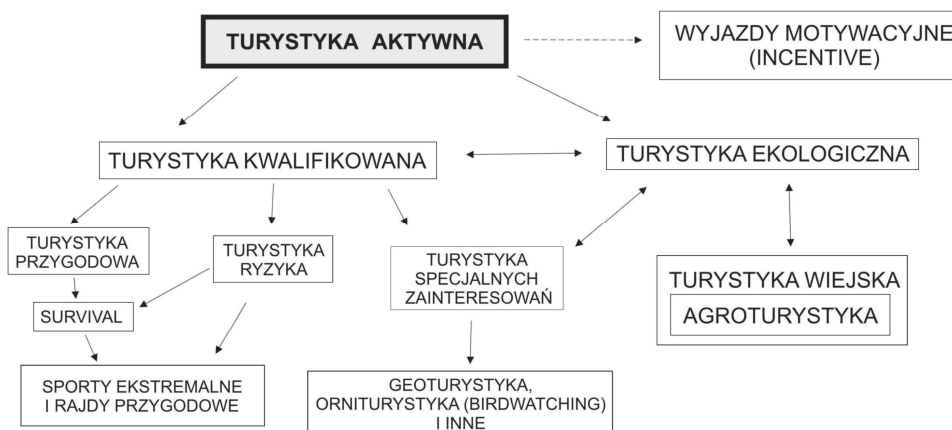 TURYSTYKA AKTYWNA
WYJAZDY MOTYWACYJNE
(INCENTIVE)
TURYSTYKA KWALIFIKOWANA
TURYSTYKA EKOLOGICZNA
TURYSTYKA
PRZYGODOWA
TURYSTYKA
RYZYKA
TURYSTYKA
SPECJALNYCH
ZAINTERESOWAŃ
TURYSTYKA WIEJSKA
AGROTURYSTYKA
SURVIVAL
SPORTY EKSTREMALNE
I RAJDY PRZYGODOWE
GEOTURYSTYKA,
ORNITURYSTYKA (BIRDWATCHING)
I INNE